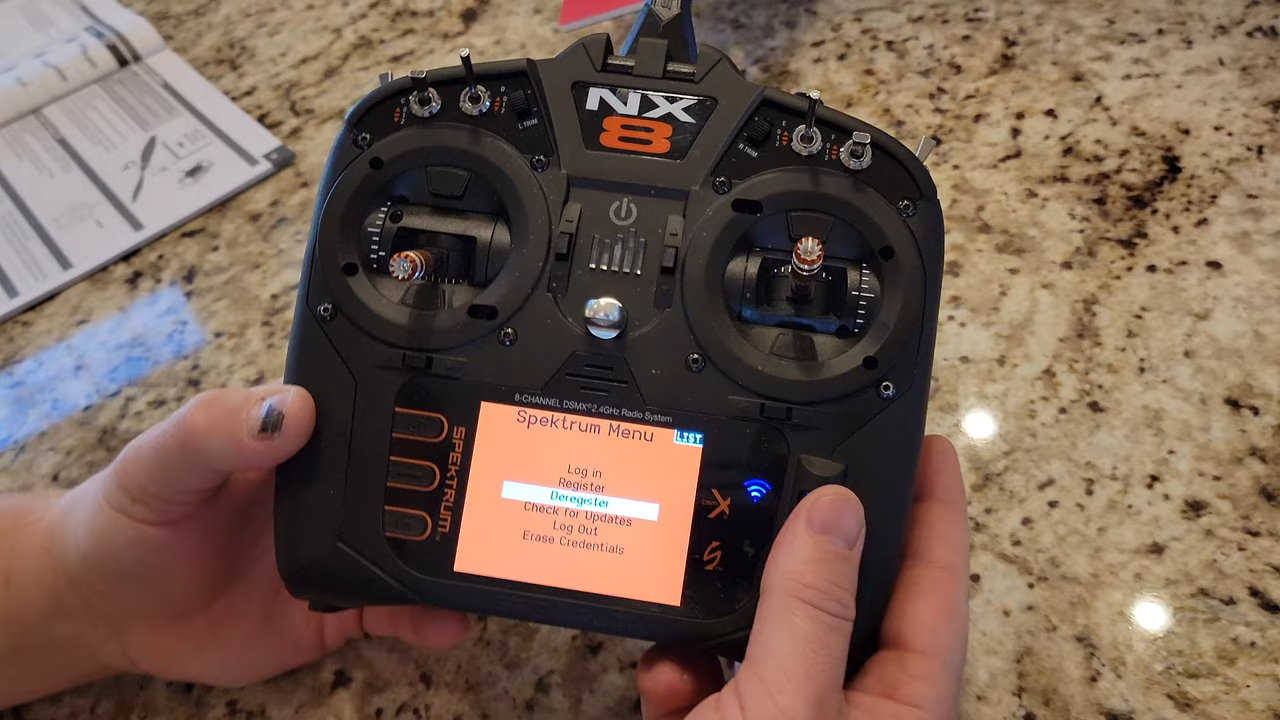 NX
8
L TRIM
R TRIM
8-CHANNEL DSMX® 2.4GHz Radio System
Spektrum Menu
LIST
Log in
Register
Deregister
Check for Updates
Log Out
Erase Credentials
SPEKTRUM